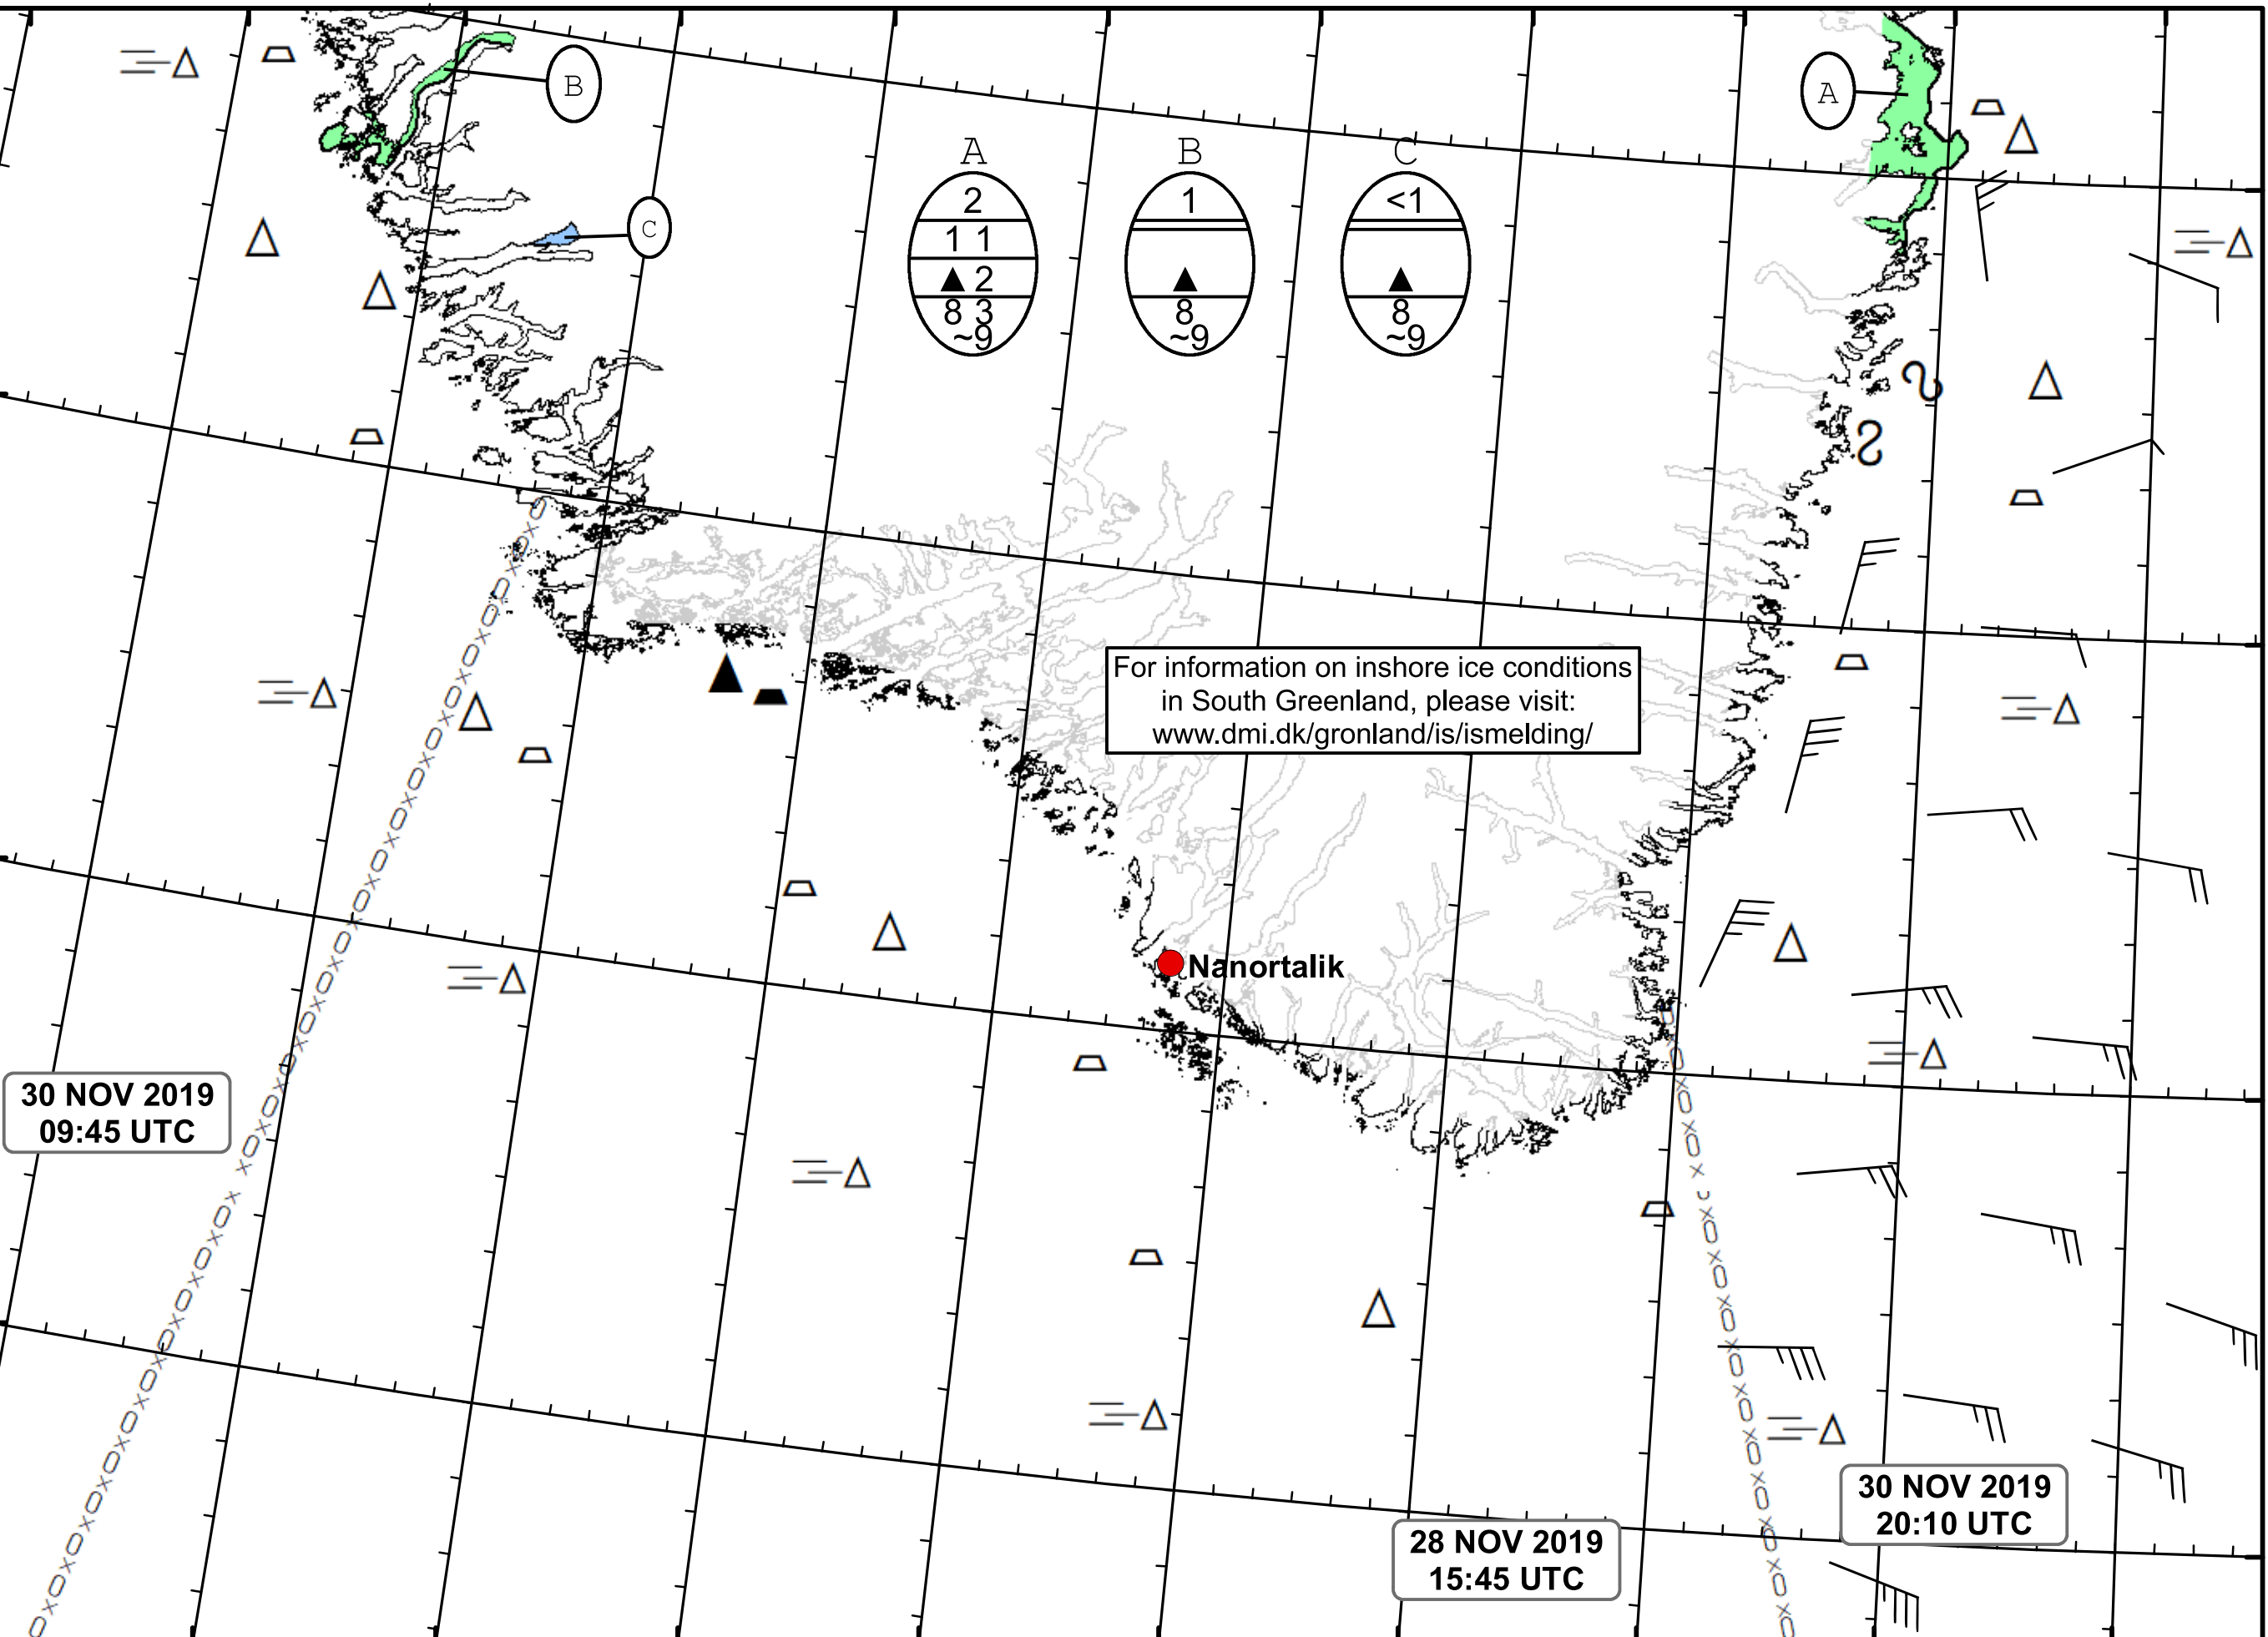 B
A
C
A
2
1 1
▲ 2
8 3
~9
B
1
▲
8
~9
C
<1
▲
8
~9
For information on inshore ice conditions
in South Greenland, please visit:
www.dmi.dk/gronland/is/ismelding/
Nanortalik
30 NOV 2019
09:45 UTC
28 NOV 2019
15:45 UTC
30 NOV 2019
20:10 UTC